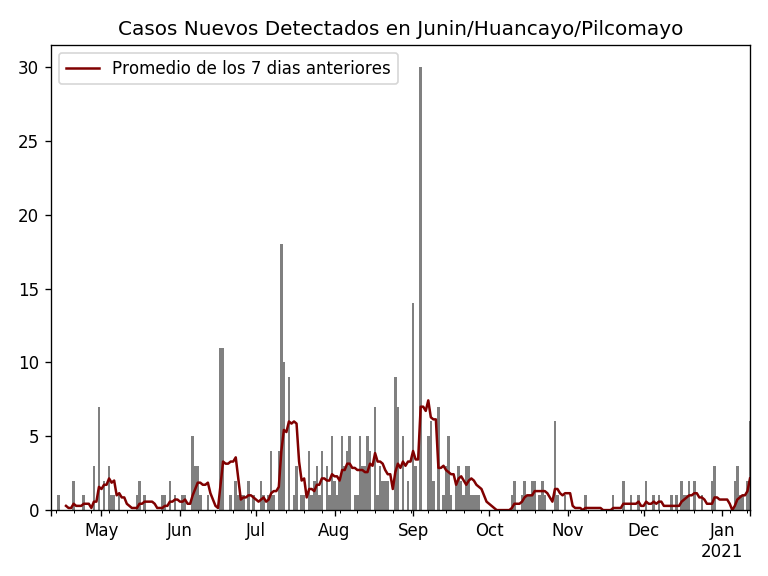 Casos Nuevos Detectados en Junin/Huancayo/Pilcomayo
Promedio de los 7 dias anteriores
30
25
20
15
10
5
0
May Jun Jul Aug Sep Oct Nov Dec Jan
2021